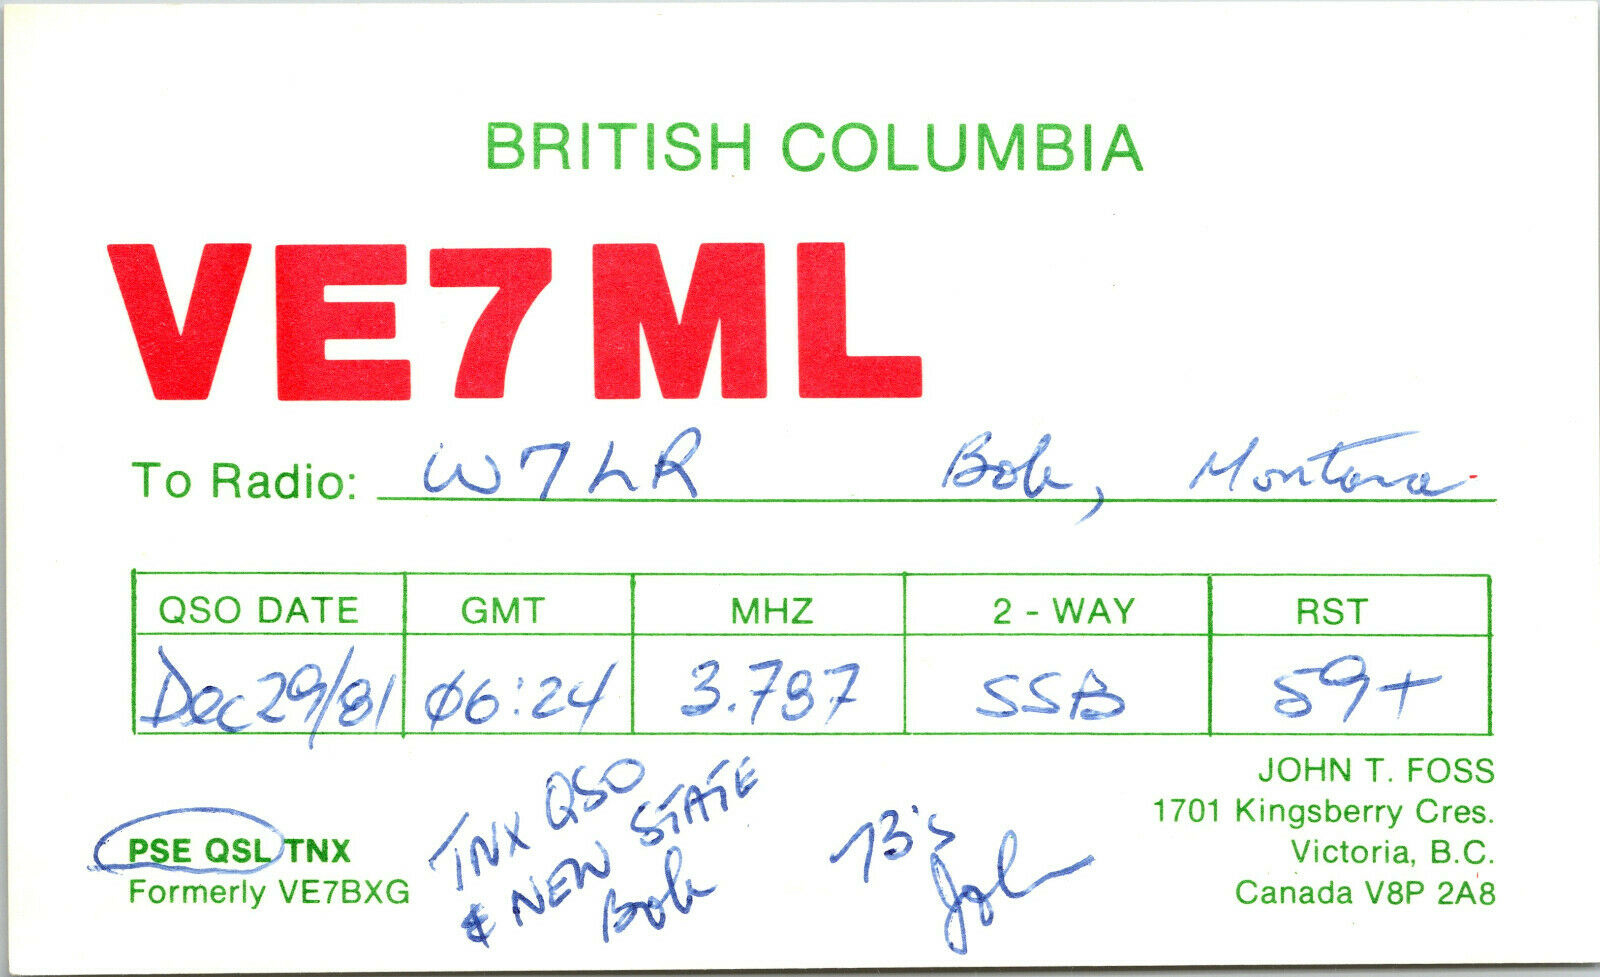 BRITISH COLUMBIA
VE7ML
To Radio: W7LR Bob, Montana
QSO DATE GMT MHZ 2 - WAY RST
Dec 29/81 06:24 3.787 SSB 59+
JOHN T. FOSS
1701 Kingsberry Cres.
Victoria, B.C.
Canada V8P 2A8
PSE QSL TNX
Formerly VE7BXG
TNX QSO
& NEW STATE
Bob
73's
John